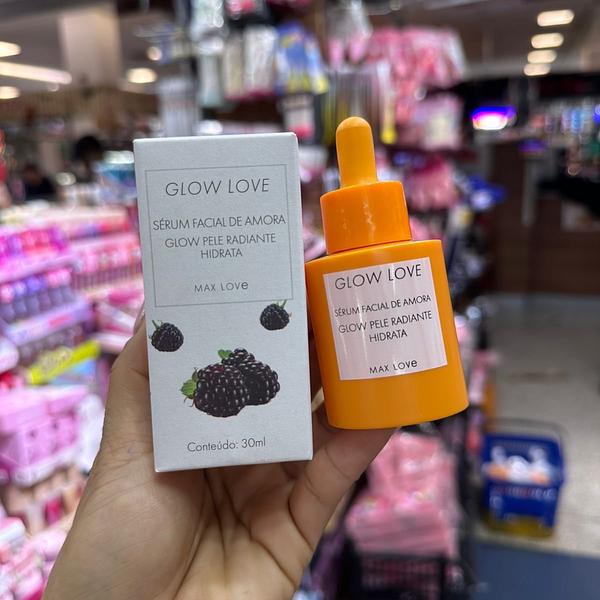 GLOW LOVE
SÉRUM FACIAL DE AMORA
GLOW PELE RADIANTE
HIDRATA
MAX LOVe
Conteúdo: 30ml
GLOW LOVE
SÉRUM FACIAL DE AMORA
GLOW PELE RADIANTE
HIDRATA
MAX LOVe